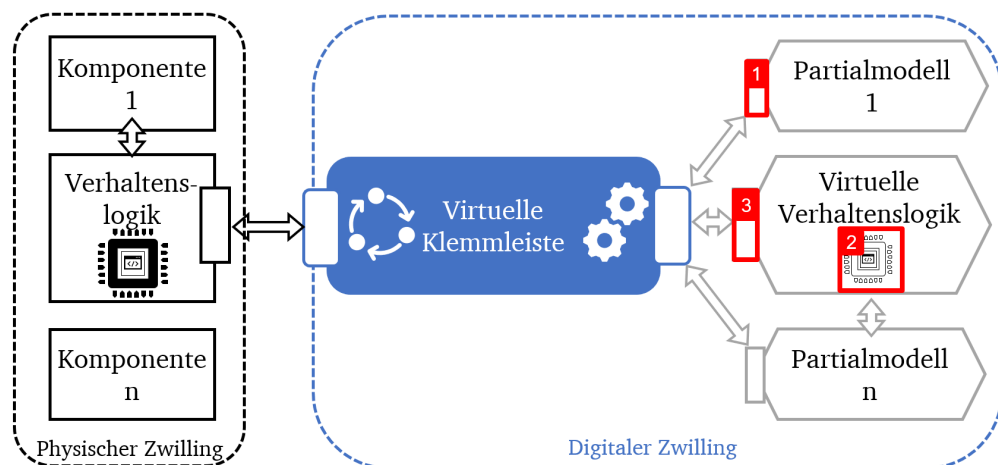 Komponente
1
Verhaltens-
logik
Komponente
n
Physischer Zwilling
Virtuelle
Klemmleiste
1
Partialmodell
1
3
Virtuelle
Verhaltenslogik
2
Partialmodell
n
Digitaler Zwilling